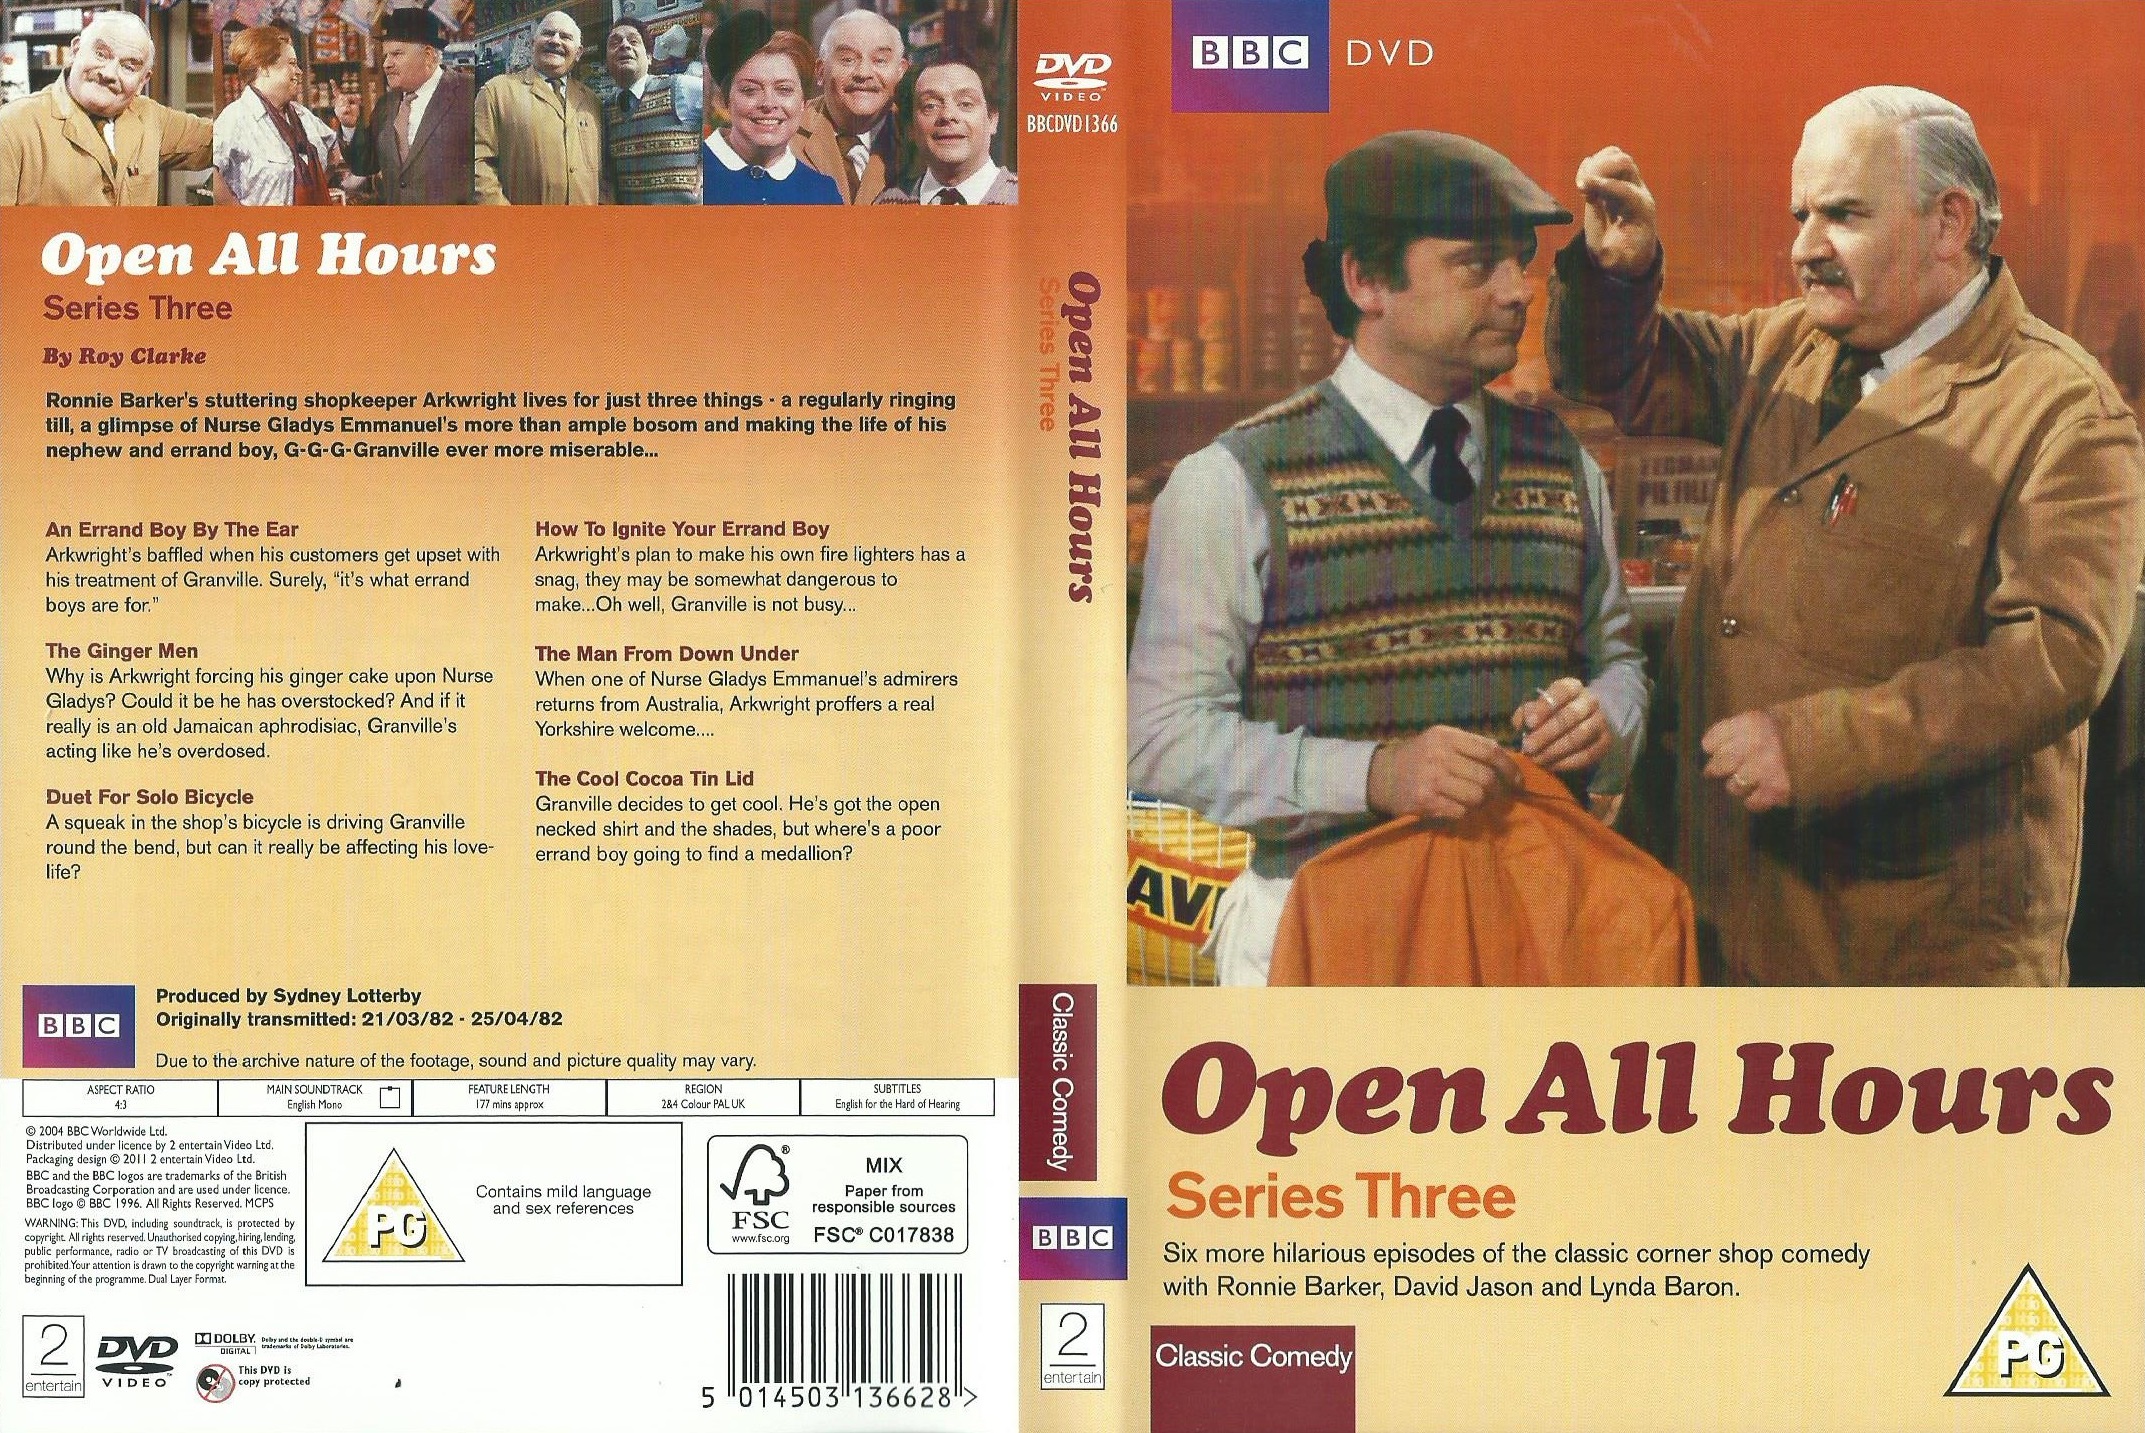 Open All Hours
Series Three
By Roy Clarke
Ronnie Barker's stuttering shopkeeper Arkwright lives for just three things - a regularly ringing
till, a glimpse of Nurse Gladys Emmanuel's more than ample bosom and making the life of his
nephew and errand boy, G-G-G-Granville ever more miserable...
An Errand Boy By The Ear
Arkwright's baffled when his customers get upset with
his treatment of Granville. Surely, "it's what errand
boys are for."
The Ginger Men
Why is Arkwright forcing his ginger cake upon Nurse
Gladys? Could it be he has overstocked? And if it
really is an old Jamaican aphrodisiac, Granville's
acting like he's overdosed.
Duet For Solo Bicycle
A squeak in the shop's bicycle is driving Granville
round the bend, but can it really be affecting his love-
life?
How To Ignite Your Errand Boy
Arkwright's plan to make his own fire lighters has a
snag, they may be somewhat dangerous to
make...Oh well, Granville is not busy...
The Man From Down Under
When one of Nurse Gladys Emmanuel's admirers
returns from Australia, Arkwright proffers a real
Yorkshire welcome....
The Cool Cocoa Tin Lid
Granville decides to get cool. He's got the open
necked shirt and the shades, but where's a poor
errand boy going to find a medallion?
BBC
Produced by Sydney Lotterby
Originally transmitted: 21/03/82 - 25/04/82
Due to the archive nature of the footage, sound and picture quality may vary.
ASPECT RATIO
4:3
MAIN SOUNDTRACK
English Mono
FEATURE LENGTH
177 mins approx
REGION
2&4 Colour PAL UK
SUBTITLES
English for the Hard of Hearing
© 2004 BBC Worldwide Ltd.
Distributed under licence by 2 entertain Video Ltd.
Packaging design © 2011 2 entertain Video Ltd.
BBC and the BBC logos are trademarks of the British
Broadcasting Corporation and are used under licence.
BBC logo © BBC 1996. All Rights Reserved. MCPS
WARNING: This DVD, including soundtrack, is protected by
copyright. All rights reserved. Unauthorised copying, hiring, lending,
public performance, radio or TV broadcasting of this DVD is
prohibited. Your attention is drawn to the copyright warning at the
beginning of the programme. Dual Layer Format.
PG
Contains mild language
and sex references
FSC®
www.fsc.org
MIX
Paper from
responsible sources
FSC® C017838
2
entertain
DVD
VIDEO
DOLBY
DIGITAL
Dolby and the double-D symbol are
trademarks of Dolby Laboratories.
This DVD is
copy protected
5 014503 136628 >
DVD
VIDEO
BBCDVD1366
Open All Hours
Series Three
Classic Comedy
BBC
2
entertain
BBC DVD
AV
Open All Hours
Series Three
Six more hilarious episodes of the classic corner shop comedy
with Ronnie Barker, David Jason and Lynda Baron.
Classic Comedy
PG